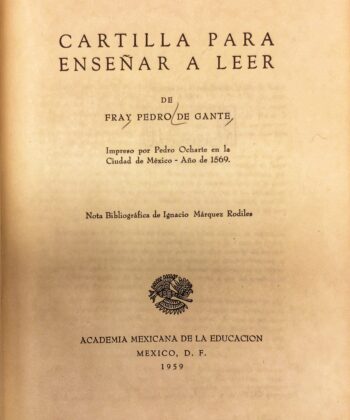 CARTILLA PARA
ENSEÑAR A LEER
DE
FRAY PEDRO DE GANTE
Impreso por Pedro Ocharte en la
Ciudad de México - Año de 1569.
Nota Bibliográfica de Ignacio Márquez Rodiles
ACADEMIA MEXICANA DE LA EDUCACION
MEXICO, D. F.
1959